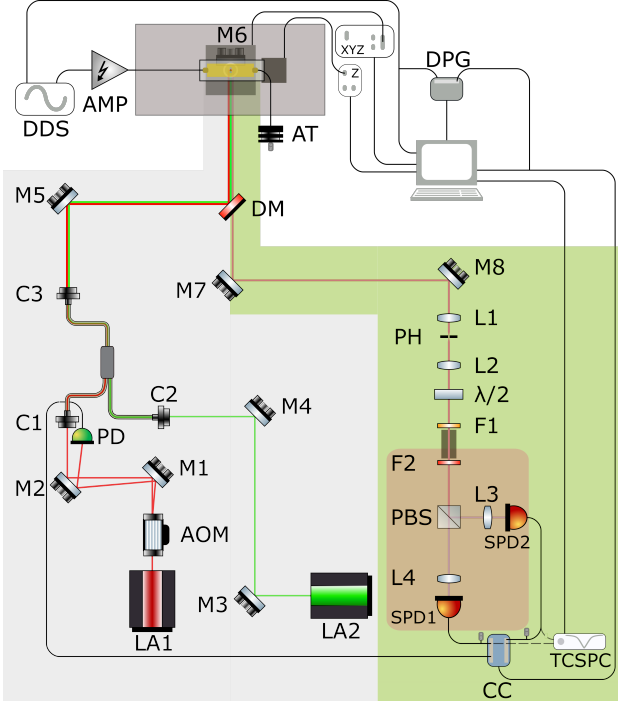 M6
XYZ
Z
DPG
AMP
DDS
AT
M5
DM
M7
M8
C3
L1
PH
L2
C2
λ/2
M4
C1
F1
PD
M1
F2
M2
L3
AOM
PBS
SPD2
L4
M3
SPD1
LA1
LA2
TCSPC
CC